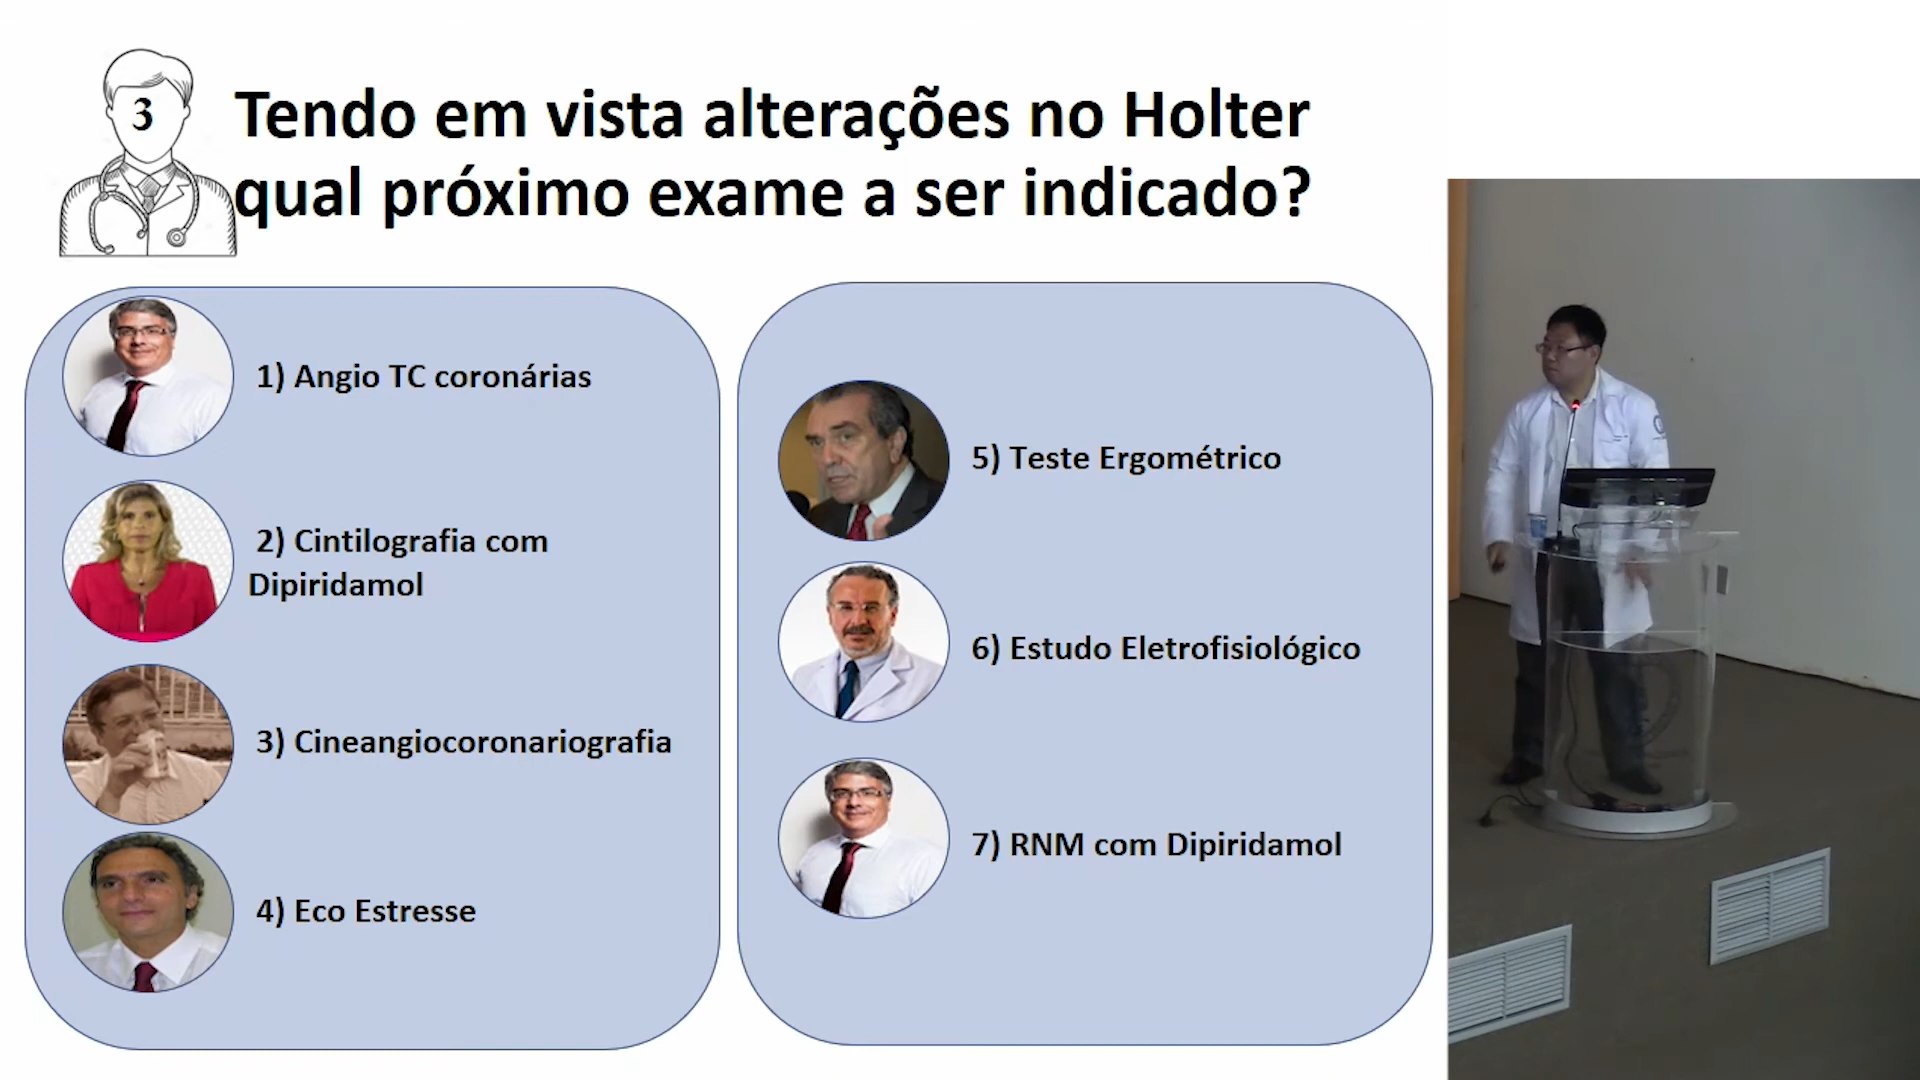 3
Tendo em vista alterações no Holter
qual próximo exame a ser indicado?
1) Angio TC coronárias
2) Cintilografia com
Dipiridamol
3) Cineangiocoronariografia
4) Eco Estresse
5) Teste Ergométrico
6) Estudo Eletrofisiológico
7) RNM com Dipiridamol